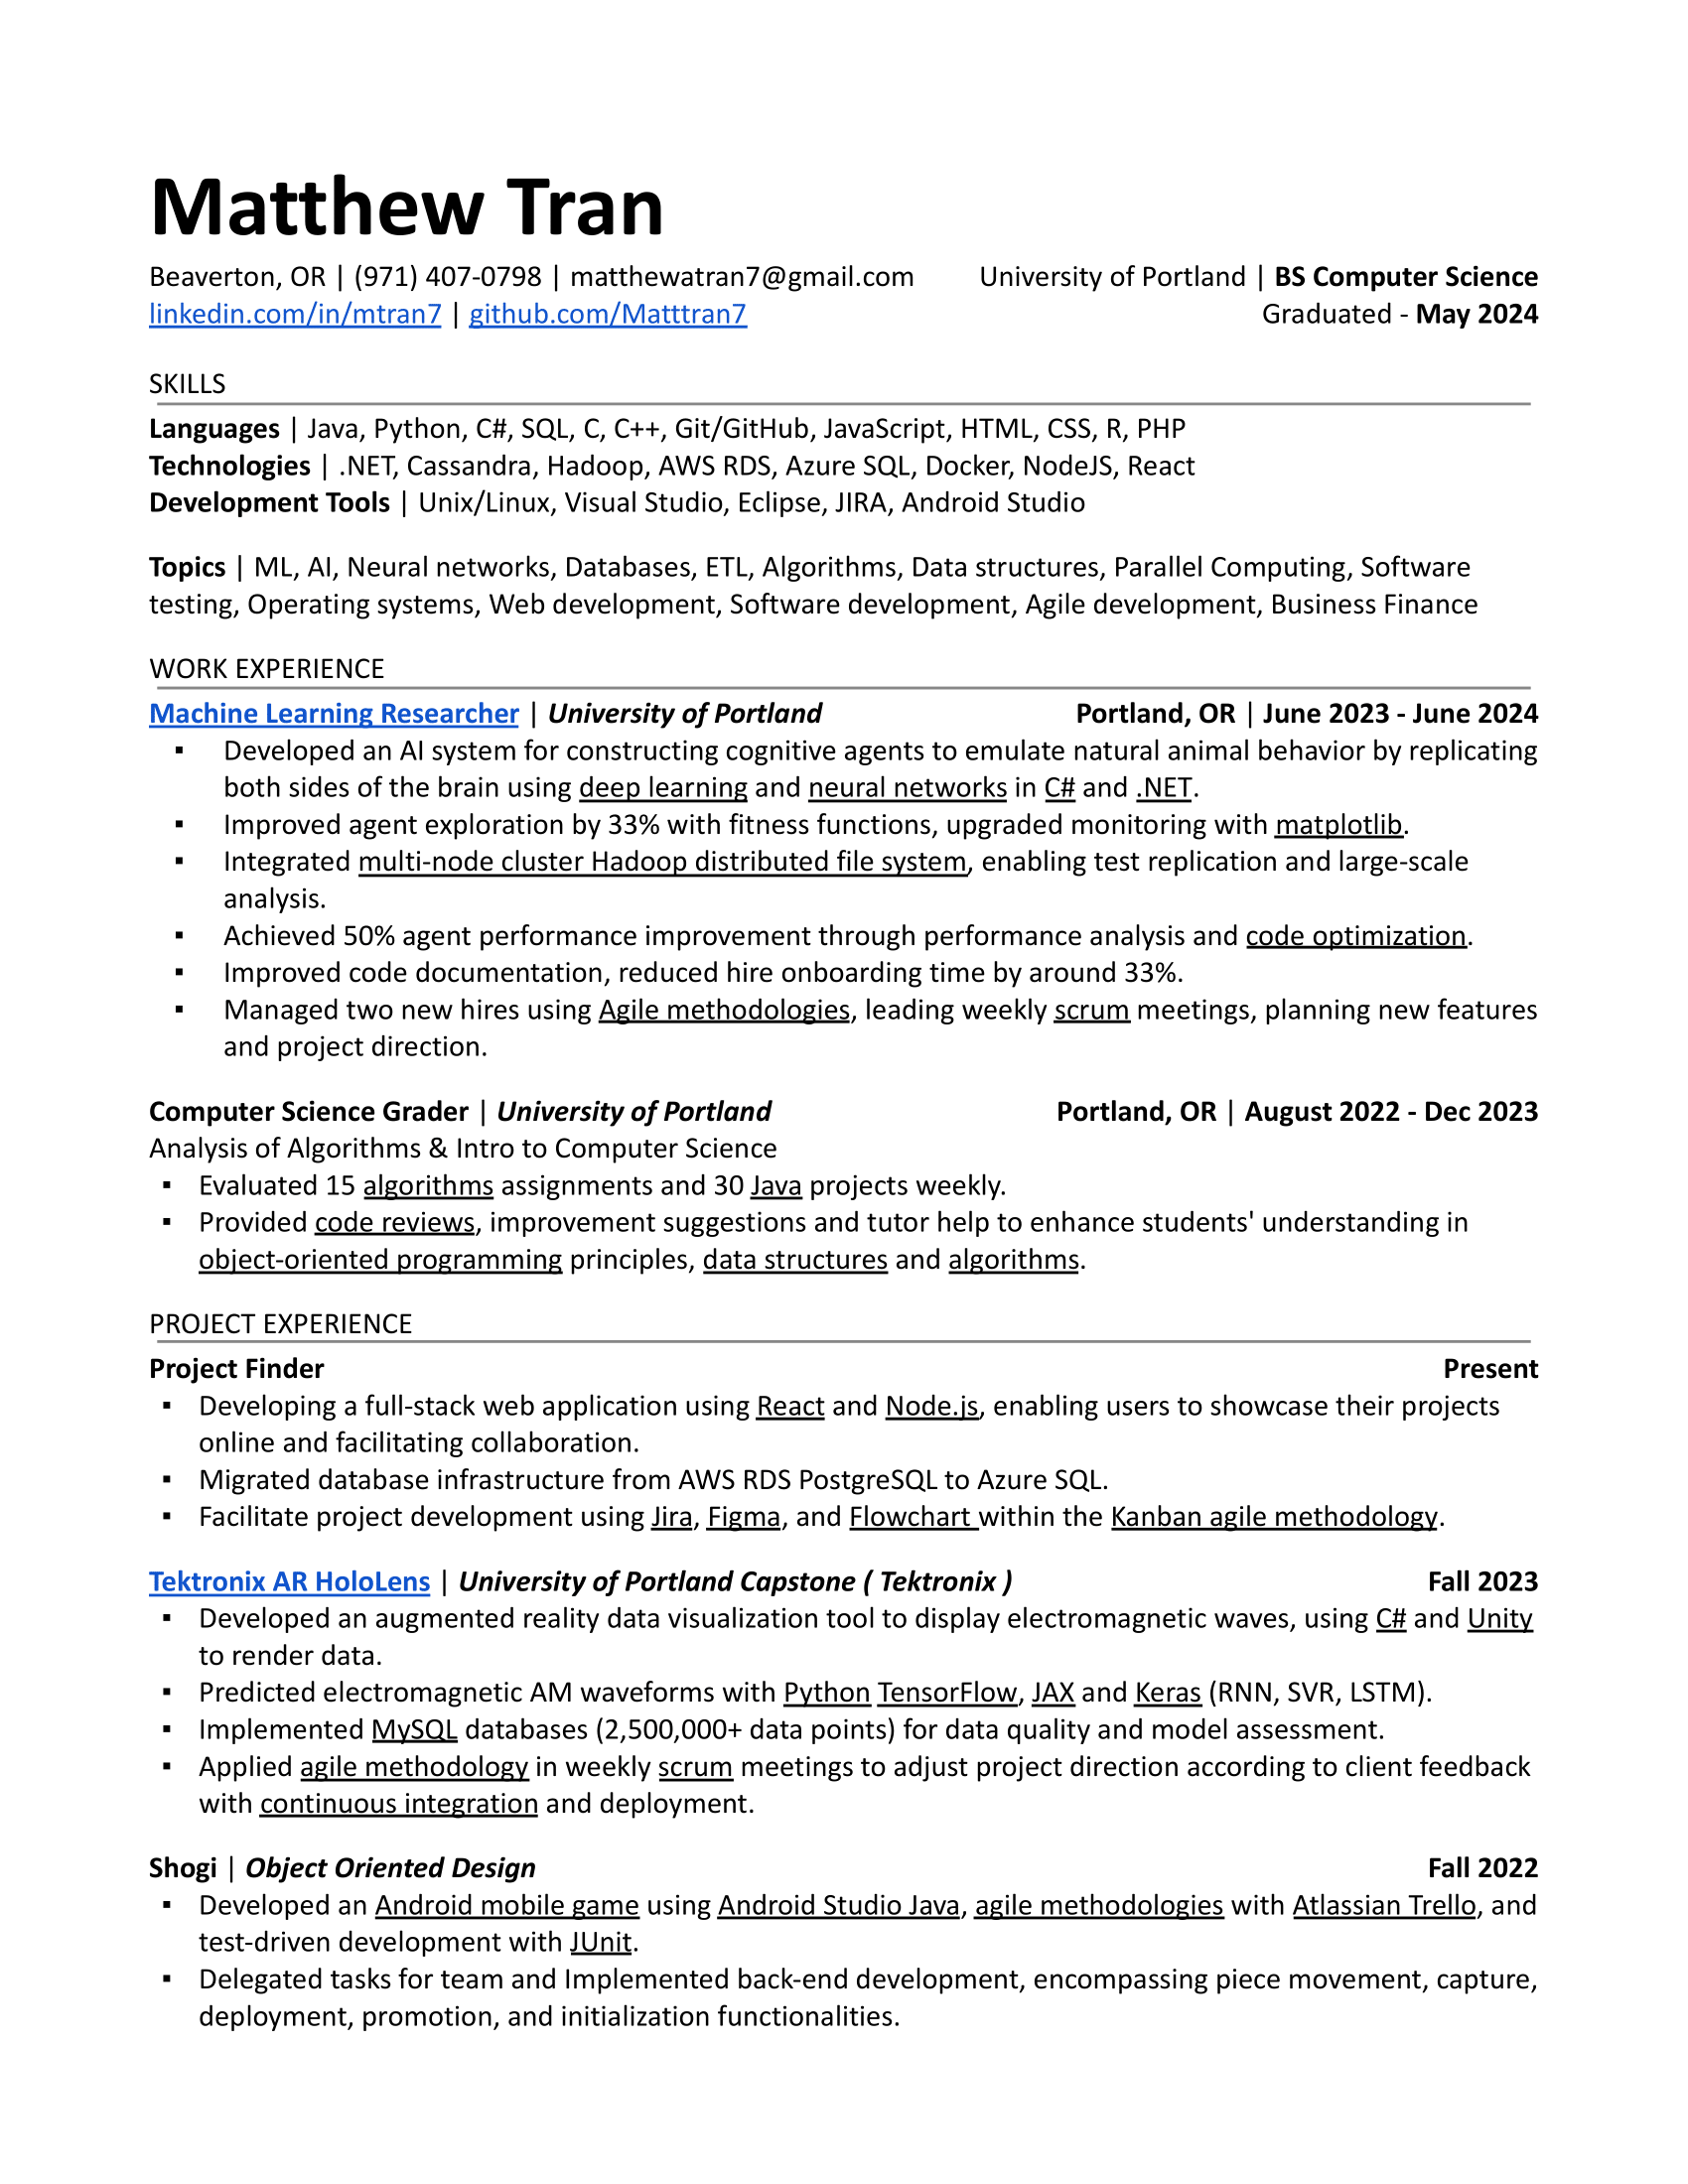 Matthew Tran
Beaverton, OR | (971) 407-0798 | matthewatran7@gmail.com University of Portland | BS Computer Science
linkedin.com/in/mtran7 | github.com/Matttran7 Graduated - May 2024
SKILLS
Languages | Java, Python, C#, SQL, C, C++, Git/GitHub, JavaScript, HTML, CSS, R, PHP
Technologies | .NET, Cassandra, Hadoop, AWS RDS, Azure SQL, Docker, NodeJS, React
Development Tools | Unix/Linux, Visual Studio, Eclipse, JIRA, Android Studio
Topics | ML, AI, Neural networks, Databases, ETL, Algorithms, Data structures, Parallel Computing, Software
testing, Operating systems, Web development, Software development, Agile development, Business Finance
WORK EXPERIENCE
Machine Learning Researcher | University of Portland Portland, OR | June 2023 - June 2024
▪ Developed an AI system for constructing cognitive agents to emulate natural animal behavior by replicating
both sides of the brain using deep learning and neural networks in C# and .NET.
▪ Improved agent exploration by 33% with fitness functions, upgraded monitoring with matplotlib.
▪ Integrated multi-node cluster Hadoop distributed file system, enabling test replication and large-scale
analysis.
▪ Achieved 50% agent performance improvement through performance analysis and code optimization.
▪ Improved code documentation, reduced hire onboarding time by around 33%.
▪ Managed two new hires using Agile methodologies, leading weekly scrum meetings, planning new features
and project direction.
Computer Science Grader | University of Portland Portland, OR | August 2022 - Dec 2023
Analysis of Algorithms & Intro to Computer Science
▪ Evaluated 15 algorithms assignments and 30 Java projects weekly.
▪ Provided code reviews, improvement suggestions and tutor help to enhance students' understanding in
object-oriented programming principles, data structures and algorithms.
PROJECT EXPERIENCE
Project Finder Present
▪ Developing a full-stack web application using React and Node.js, enabling users to showcase their projects
online and facilitating collaboration.
▪ Migrated database infrastructure from AWS RDS PostgreSQL to Azure SQL.
▪ Facilitate project development using Jira, Figma, and Flowchart within the Kanban agile methodology.
Tektronix AR HoloLens | University of Portland Capstone ( Tektronix ) Fall 2023
▪ Developed an augmented reality data visualization tool to display electromagnetic waves, using C# and Unity
to render data.
▪ Predicted electromagnetic AM waveforms with Python TensorFlow, JAX and Keras (RNN, SVR, LSTM).
▪ Implemented MySQL databases (2,500,000+ data points) for data quality and model assessment.
▪ Applied agile methodology in weekly scrum meetings to adjust project direction according to client feedback
with continuous integration and deployment.
Shogi | Object Oriented Design Fall 2022
▪ Developed an Android mobile game using Android Studio Java, agile methodologies with Atlassian Trello, and
test-driven development with JUnit.
▪ Delegated tasks for team and Implemented back-end development, encompassing piece movement, capture,
deployment, promotion, and initialization functionalities.